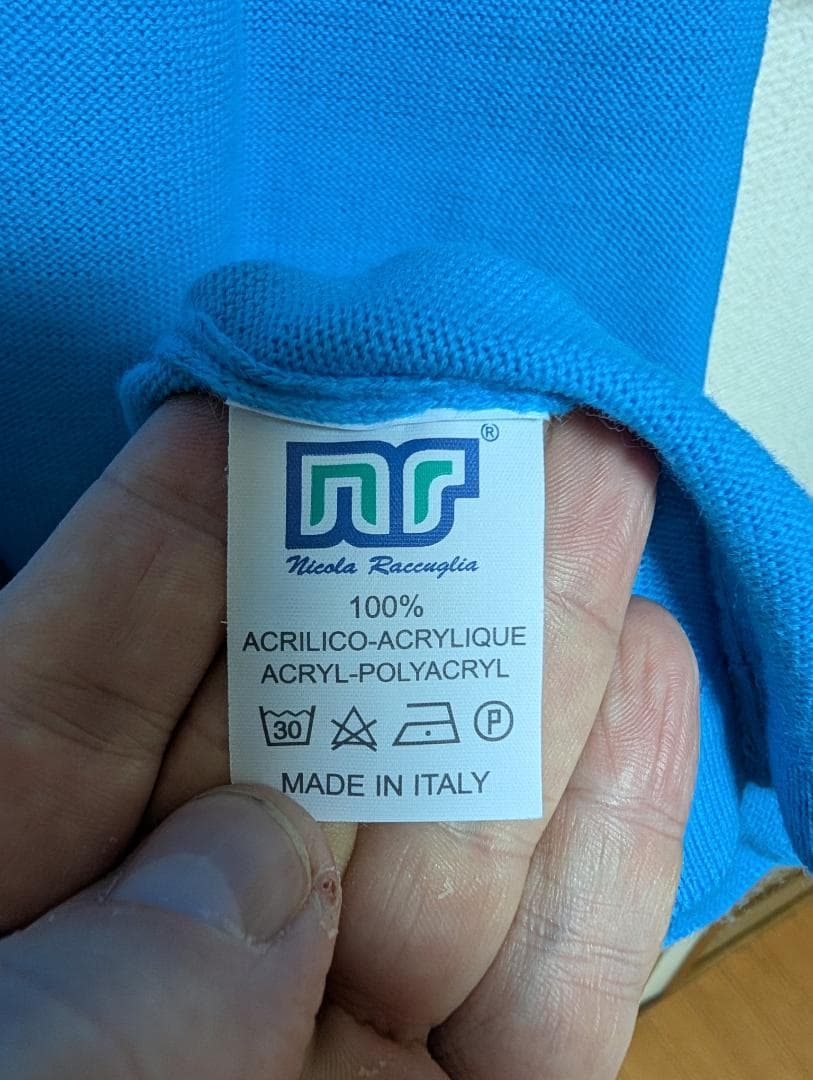 nr®
Nicola Raccuglia
100%
ACRILICO-ACRYLIQUE
ACRYL-POLYACRYL
30 P
MADE IN ITALY